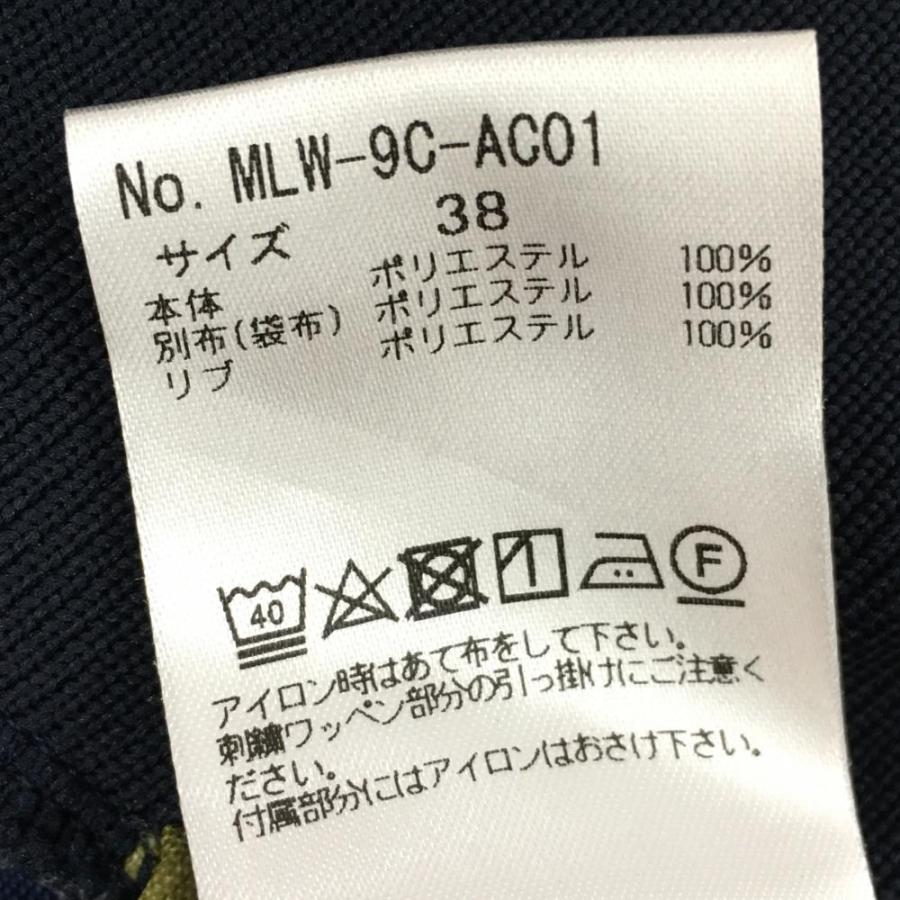 No. MLW-9C-AC01
サイズ 38
本体 ポリエステル 100%
別布(袋布) ポリエステル 100%
リブ ポリエステル 100%
40 F
アイロン時はあて布をして下さい。
刺繍ワッペン部分の引っ掛けにご注意く
ださい。
付属部分にはアイロンはおさけ下さい。